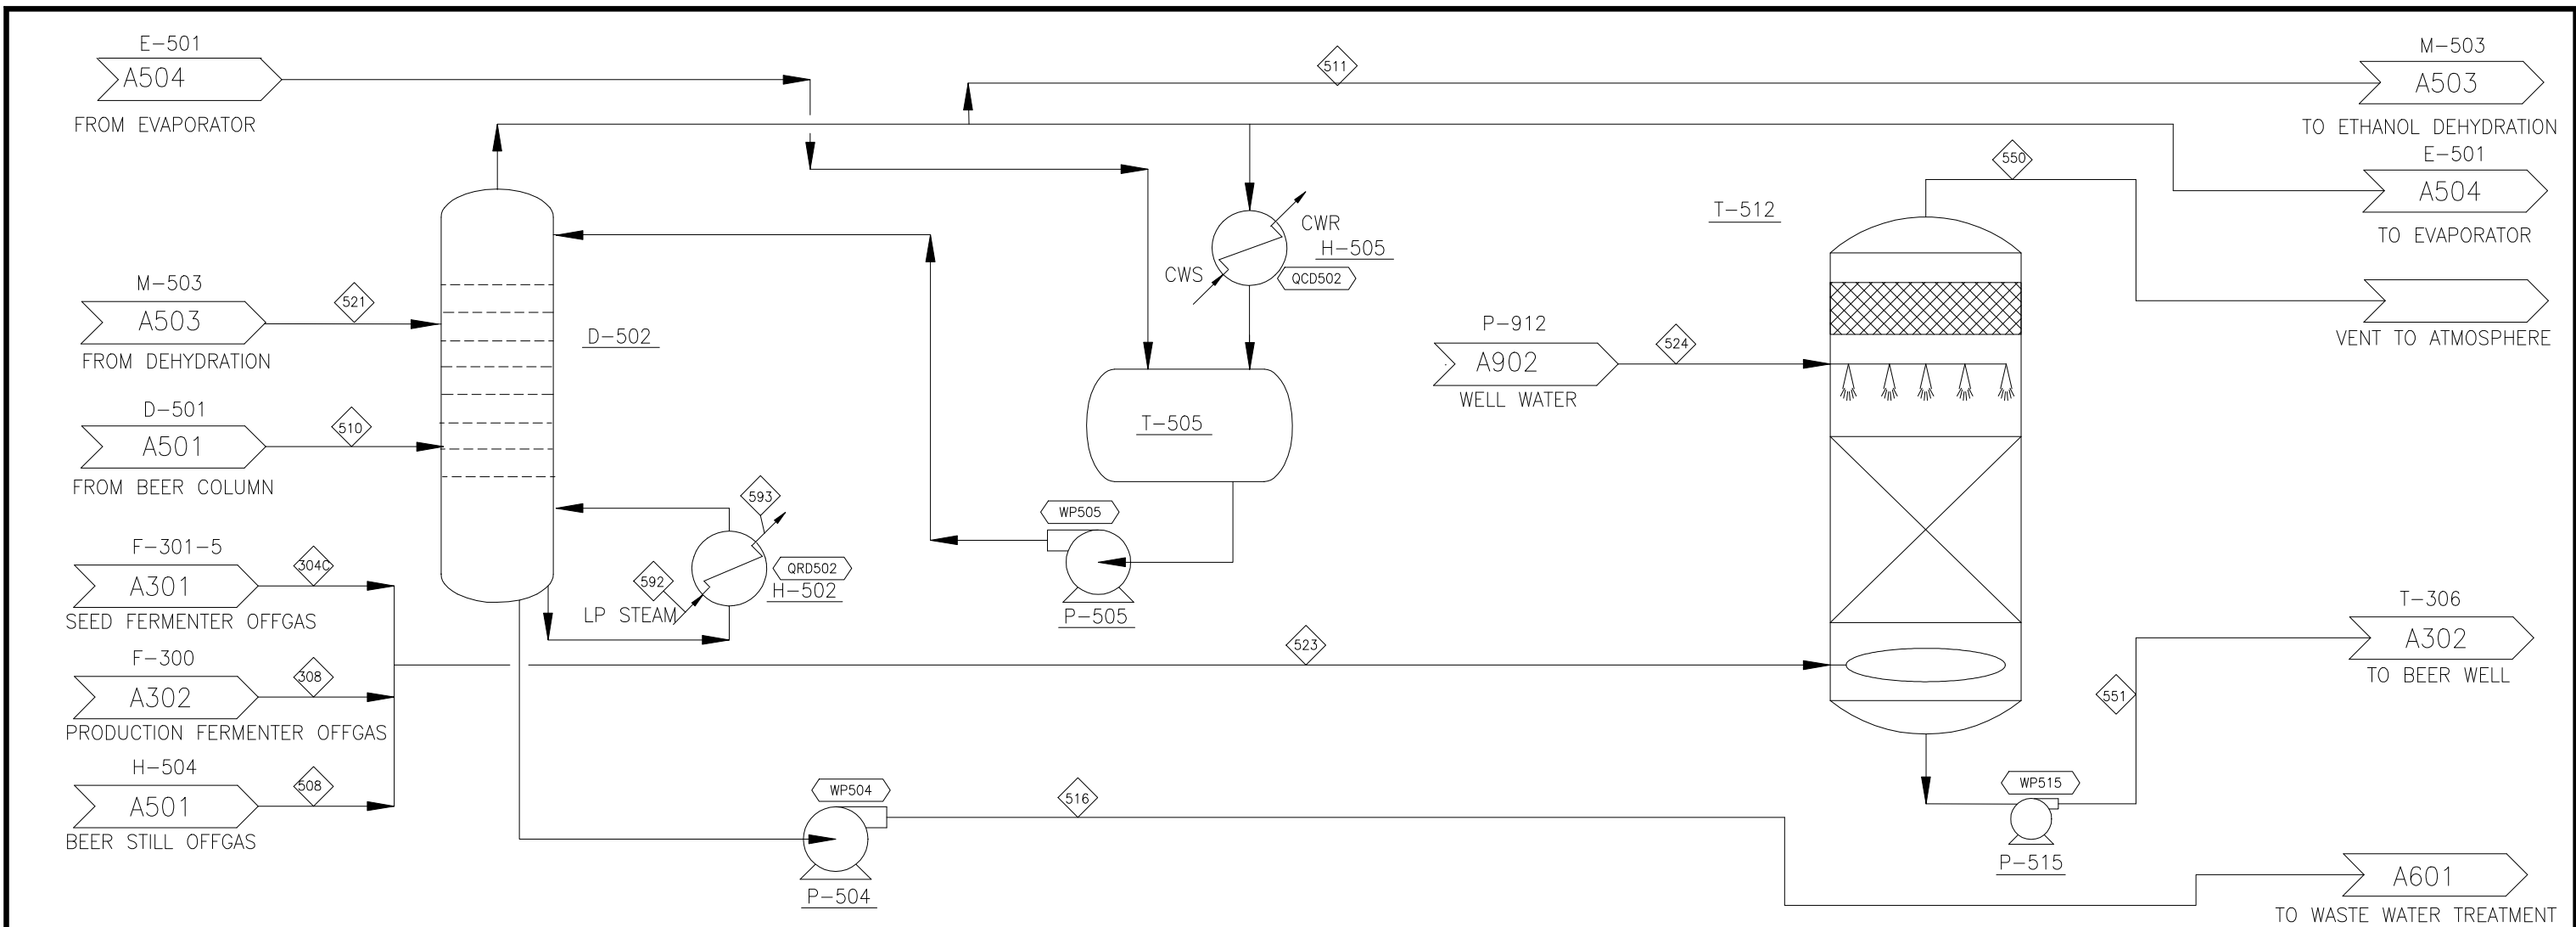 E-501
A504
FROM EVAPORATOR
511
M-503
A503
TO ETHANOL DEHYDRATION
550
E-501
A504
TO EVAPORATOR
T-512
CWR
H-505
CWS
QCD502
M-503
A503
521
FROM DEHYDRATION
D-502
P-912
A902
524
WELL WATER
VENT TO ATMOSPHERE
D-501
A501
510
FROM BEER COLUMN
T-505
593
WP505
F-301-5
A301
304C
SEED FERMENTER OFFGAS
592
LP STEAM
QRD502
H-502
P-505
T-306
A302
TO BEER WELL
523
F-300
A302
308
PRODUCTION FERMENTER OFFGAS
551
H-504
A501
508
BEER STILL OFFGAS
WP504
516
WP515
P-504
P-515
A601
TO WASTE WATER TREATMENT